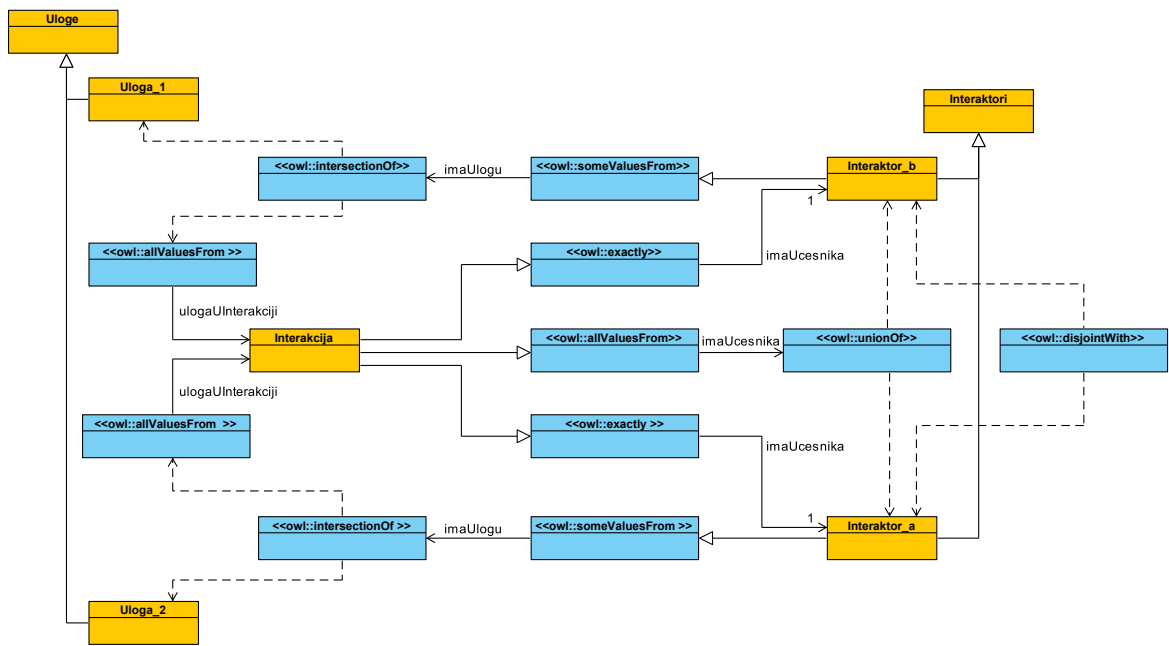 Uloge
Uloga_1
Interaktori
<<owl::intersectionOf>>
imaUlogu
<<owl::someValuesFrom>>
Interaktor_b
1
<<owl::allValuesFrom >>
<<owl::exactly>>
imaUcesnika
ulogaUInterakciji
Interakcija
<<owl::allValuesFrom>>
imaUcesnika
<<owl::unionOf>>
<<owl::disjointWith>>
ulogaUInterakciji
<<owl::allValuesFrom >>
<<owl::exactly >>
imaUcesnika
<<owl::intersectionOf >>
imaUlogu
<<owl::someValuesFrom >>
1
Interaktor_a
Uloga_2